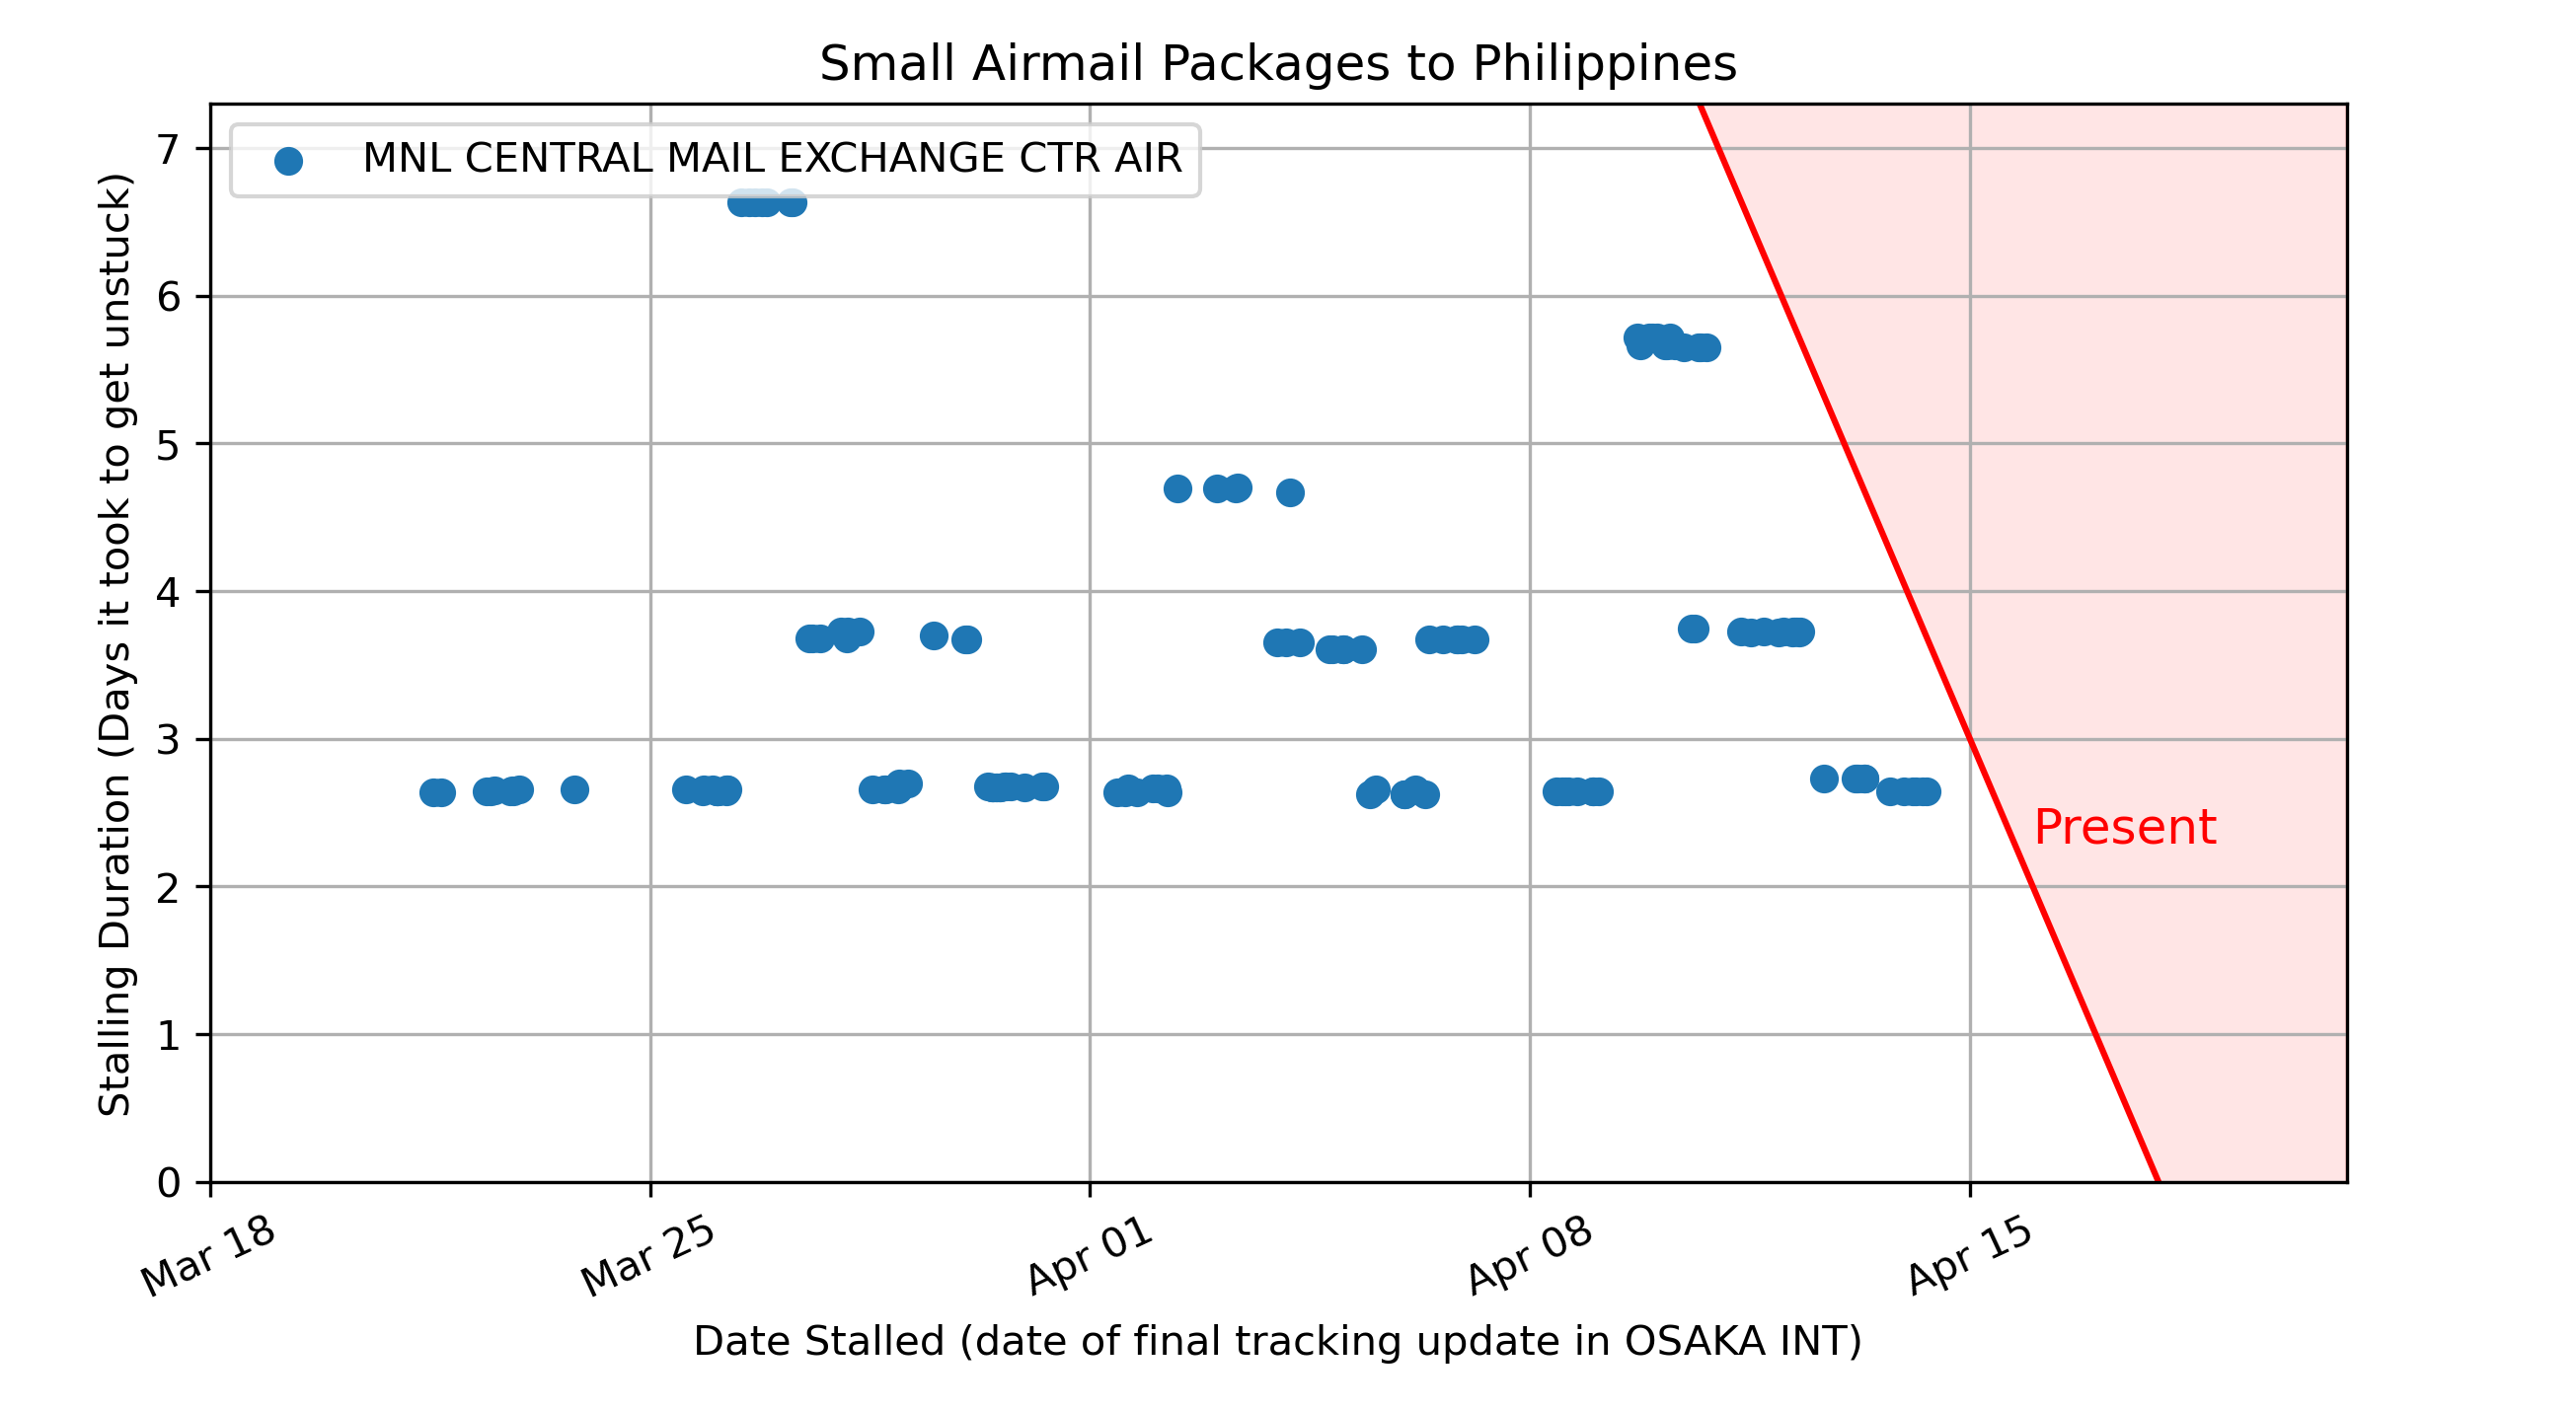 Small Airmail Packages to Philippines
MNL CENTRAL MAIL EXCHANGE CTR AIR
Stalling Duration (Days it took to get unstuck)
7
6
5
4
3
2
1
0
Present
Mar 18
Mar 25
Apr 01
Apr 08
Apr 15
Date Stalled (date of final tracking update in OSAKA INT)